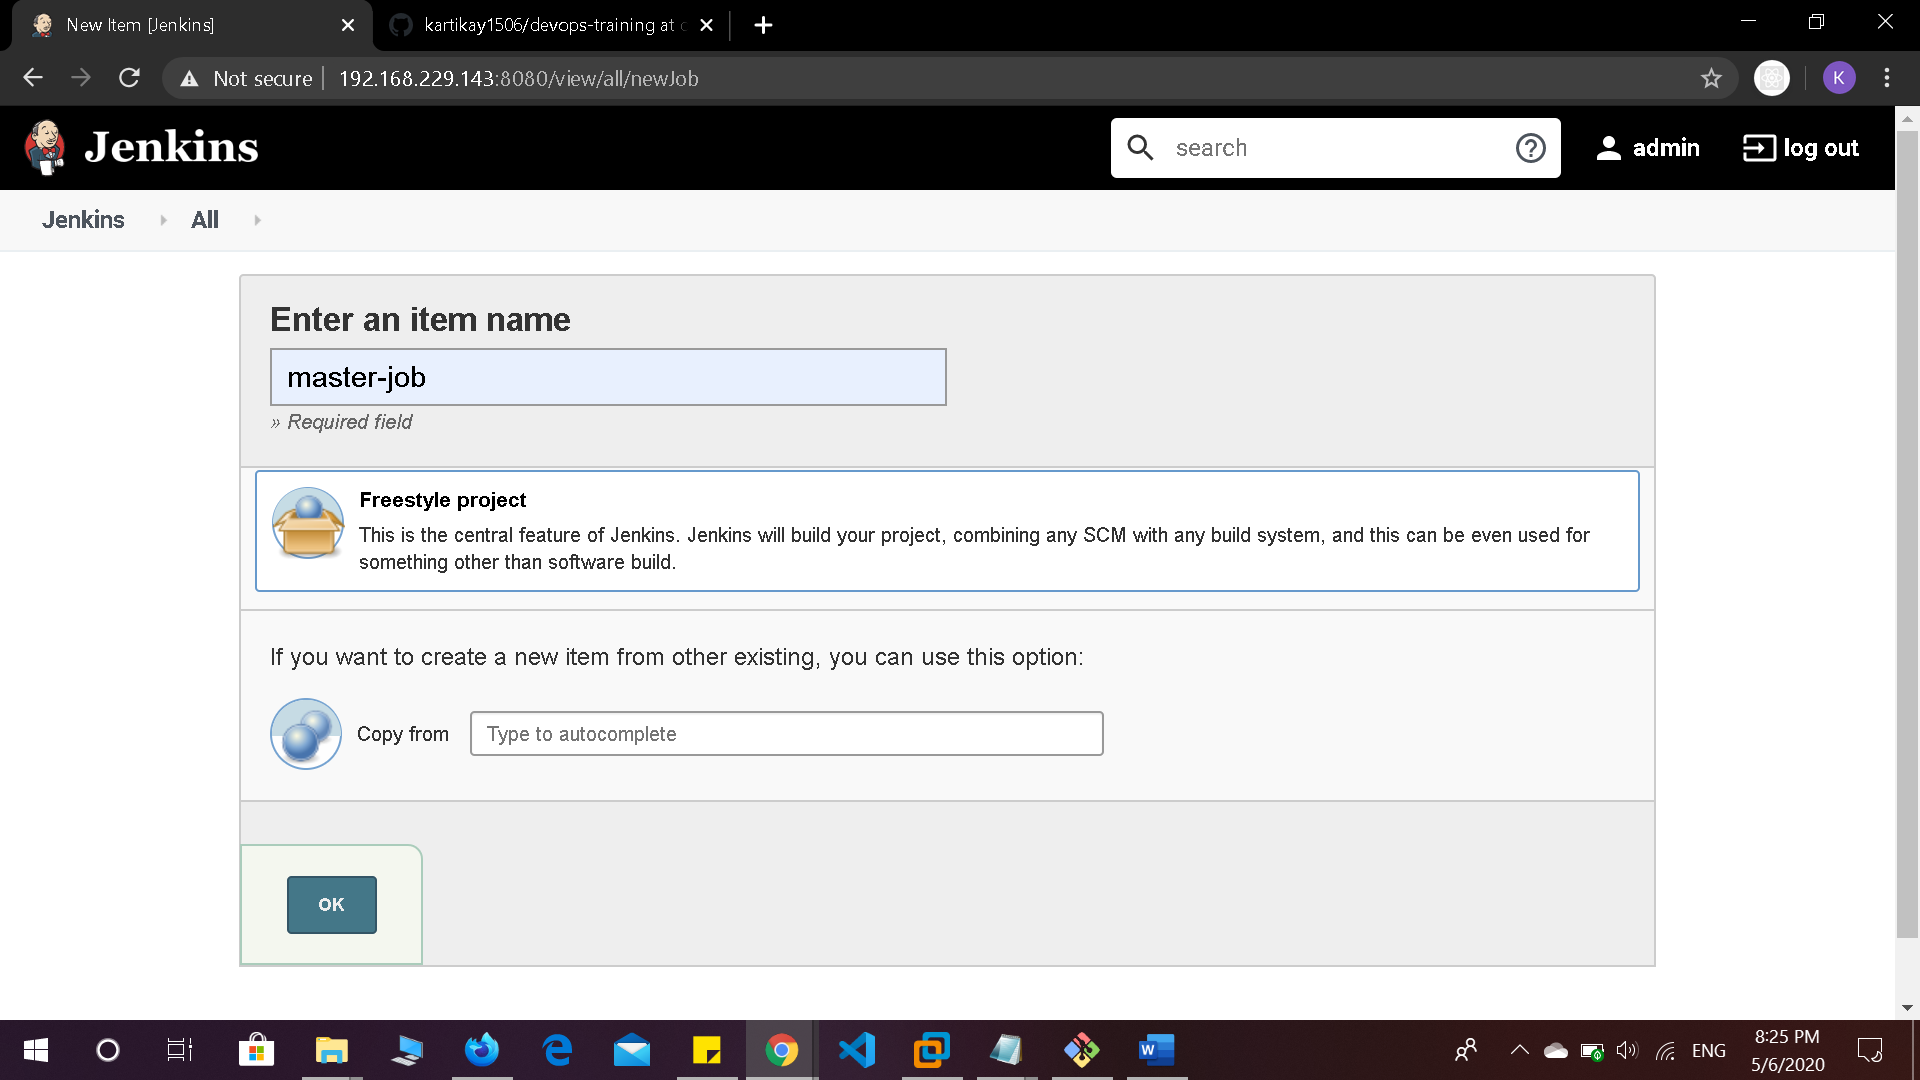 New Item [Jenkins]
kartikay1506/devops-training at
Not secure
192.168.229.143:8080/view/all/newJob
K
Jenkins
search
?
admin
log out
Jenkins
All
Enter an item name
master-job
» Required field
Freestyle project
This is the central feature of Jenkins. Jenkins will build your project, combining any SCM with any build system, and this can be even used for
something other than software build.
If you want to create a new item from other existing, you can use this option:
Copy from
Type to autocomplete
OK
W
ENG
8:25 PM
5/6/2020